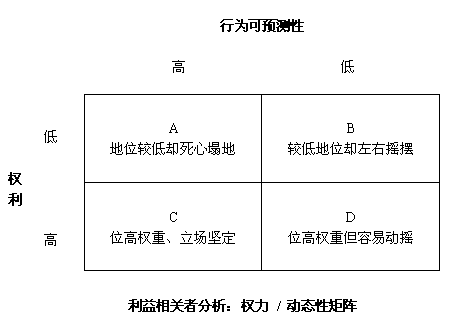 行为可预测性
高 低
A B
低
地位较低却死心塌地 较低地位却左右摇摆
权
利
C D
高
位高权重、立场坚定 位高权重但容易动摇
利益相关者分析：权力 / 动态性矩阵